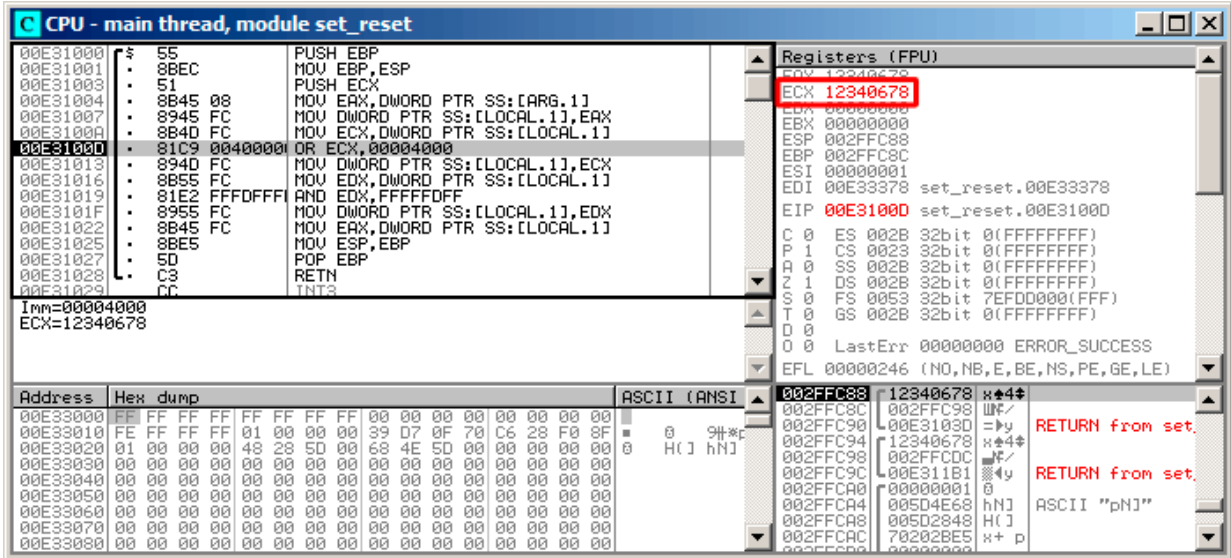 C CPU - main thread, module set_reset
00E31000 $ 55 PUSH EBP
00E31001 . 8BEC MOV EBP,ESP
00E31003 . 51 PUSH ECX
00E31004 . 8B45 08 MOV EAX,DWORD PTR SS:[ARG.1]
00E31007 . 8945 FC MOV DWORD PTR SS:[LOCAL.1],EAX
00E3100A . 8B4D FC MOV ECX,DWORD PTR SS:[LOCAL.1]
00E3100D . 81C9 00400000 OR ECX,00004000
00E31013 . 894D FC MOV DWORD PTR SS:[LOCAL.1],ECX
00E31016 . 8B55 FC MOV EDX,DWORD PTR SS:[LOCAL.1]
00E31019 . 81E2 FFFDFFFF AND EDX,FFFFFDFF
00E3101F . 8955 FC MOV DWORD PTR SS:[LOCAL.1],EDX
00E31022 . 8B45 FC MOV EAX,DWORD PTR SS:[LOCAL.1]
00E31025 . 8BE5 MOV ESP,EBP
00E31027 . 5D POP EBP
00E31028 . C3 RETN
00E31029 CC INT3
Imm=00004000
ECX=12340678
Registers (FPU)
EAX 12340678
ECX 12340678
EDX 00000000
EBX 00000000
ESP 002FFC88
EBP 002FFC8C
ESI 00000001
EDI 00E33378 set_reset.00E33378
EIP 00E3100D set_reset.00E3100D
C 0 ES 002B 32bit 0(FFFFFFFF)
P 1 CS 0023 32bit 0(FFFFFFFF)
A 0 SS 002B 32bit 0(FFFFFFFF)
Z 1 DS 002B 32bit 0(FFFFFFFF)
S 0 FS 0053 32bit 7EFDD000(FFF)
T 0 GS 002B 32bit 0(FFFFFFFF)
D 0
O 0 LastErr 00000000 ERROR_SUCCESS
EFL 00000246 (NO,NB,E,BE,NS,PE,GE,LE)
Address Hex dump ASCII (ANSI
00E33000 FF FF FF FF FF FF FF FF 00 00 00 00 00 00 00 00
00E33010 FE FF FF FF 01 00 00 00 39 D7 0F 70 C6 28 F0 8F
00E33020 01 00 00 00 48 28 5D 00 68 4E 5D 00 00 00 00 00 H(] hN]
00E33030 00 00 00 00 00 00 00 00 00 00 00 00 00 00 00 00
00E33040 00 00 00 00 00 00 00 00 00 00 00 00 00 00 00 00
00E33050 00 00 00 00 00 00 00 00 00 00 00 00 00 00 00 00
00E33060 00 00 00 00 00 00 00 00 00 00 00 00 00 00 00 00
00E33070 00 00 00 00 00 00 00 00 00 00 00 00 00 00 00 00
00E33080 00 00 00 00 00 00 00 00 00 00 00 00 00 00 00 00
002FFC88 12340678 x♠4‡
002FFC8C 002FFC98
002FFC90 00E3103D =►y RETURN from set_
002FFC94 12340678 x♠4‡
002FFC98 002FFCDC
002FFC9C 00E311B1 ▒◄y RETURN from set_
002FFCA0 00000001
002FFCA4 005D4E68 hN] ASCII "pN]"
002FFCA8 005D2848 H(]
002FFCAC 70202BE5 x+ p